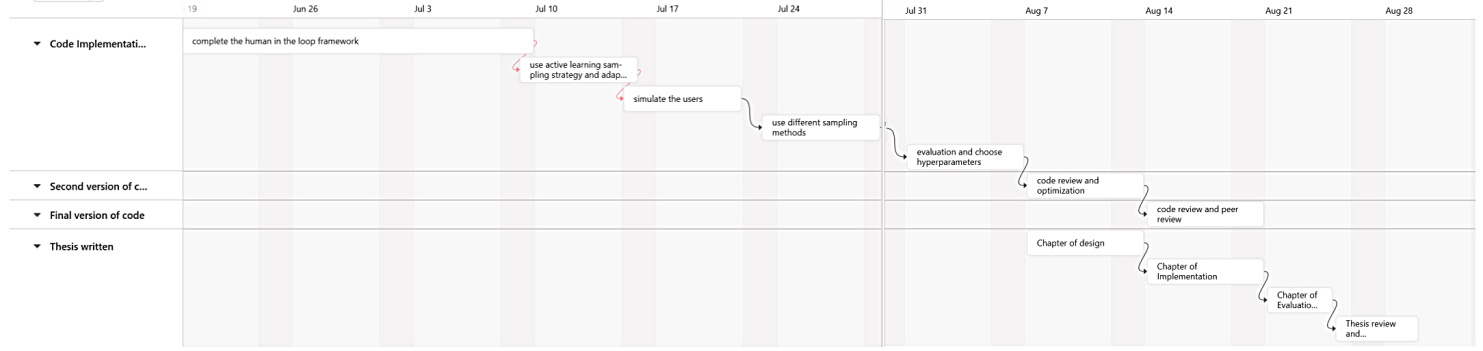 19 Jun 26 Jul 3 Jul 10 Jul 17 Jul 24 Jul 31 Aug 7 Aug 14 Aug 21 Aug 28
Code Implementati...
complete the human in the loop framework
use active learning sam-
pling strategy and adap...
simulate the users
use different sampling
methods
evaluation and choose
hyperparameters
Second version of c...
code review and
optimization
Final version of code
code review and peer
review
Thesis written
Chapter of design
Chapter of
Implementation
Chapter of
Evaluatio...
Thesis review
and...